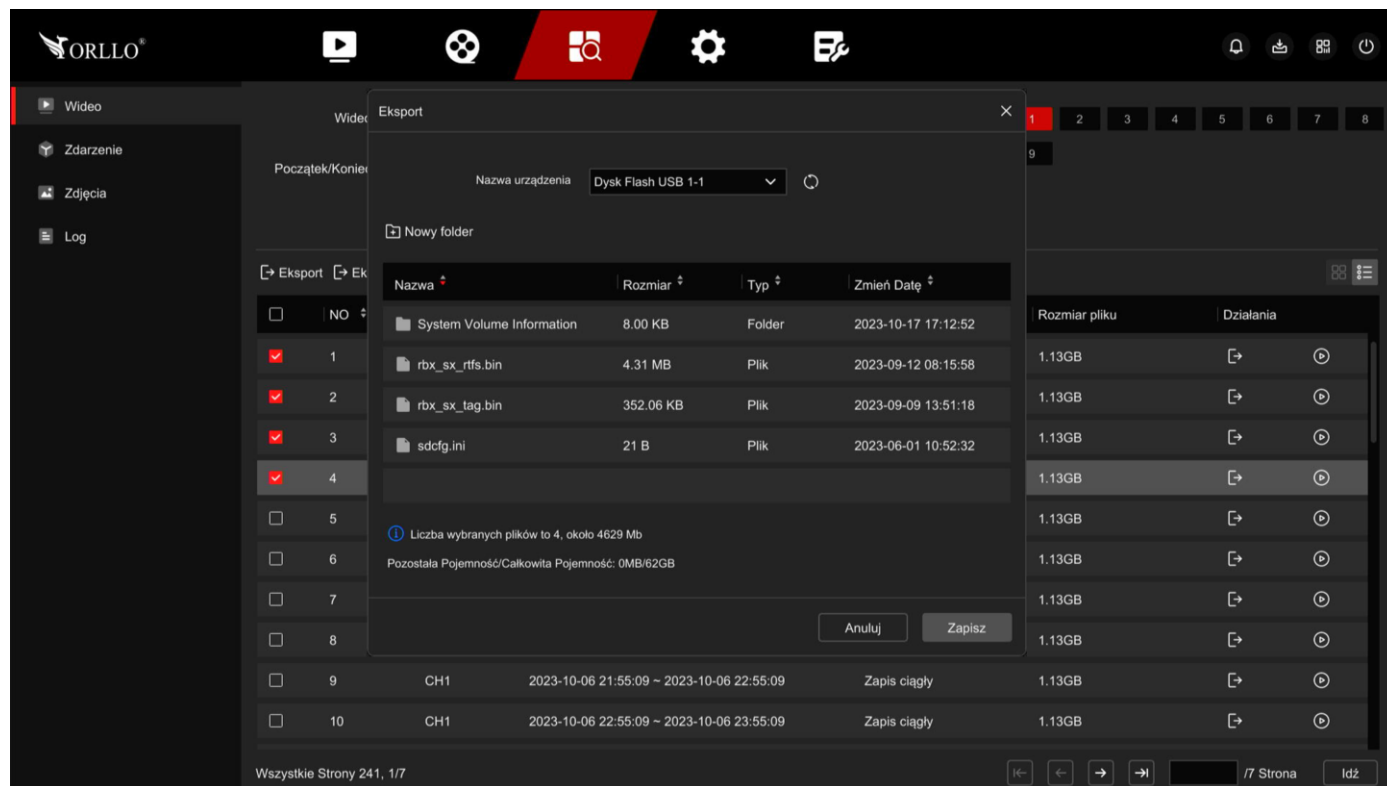 ORLLO®
Wideo
Zdarzenie
Zdjęcia
Log
Wideo
1 2 3 4 5 6 7 8
9
Początek/Koniec
Eksport
Nazwa urządzenia Dysk Flash USB 1-1
Nowy folder
Nazwa Rozmiar Typ Zmień Datę
System Volume Information 8.00 KB Folder 2023-10-17 17:12:52
rbx_sx_rtfs.bin 4.31 MB Plik 2023-09-12 08:15:58
rbx_sx_tag.bin 352.06 KB Plik 2023-09-09 13:51:18
sdcfg.ini 21 B Plik 2023-06-01 10:52:32
Liczba wybranych plików to 4, około 4629 Mb
Pozostała Pojemność/Całkowita Pojemność: 0MB/62GB
Anuluj Zapisz
Eksport Ek
NO Rozmiar pliku Działania
1 1.13GB
2 1.13GB
3 1.13GB
4 1.13GB
5 1.13GB
6 1.13GB
7 1.13GB
8 1.13GB
9 CH1 2023-10-06 21:55:09 ~ 2023-10-06 22:55:09 Zapis ciągły 1.13GB
10 CH1 2023-10-06 22:55:09 ~ 2023-10-06 23:55:09 Zapis ciągły 1.13GB
Wszystkie Strony 241, 1/7
/7 Strona Idź